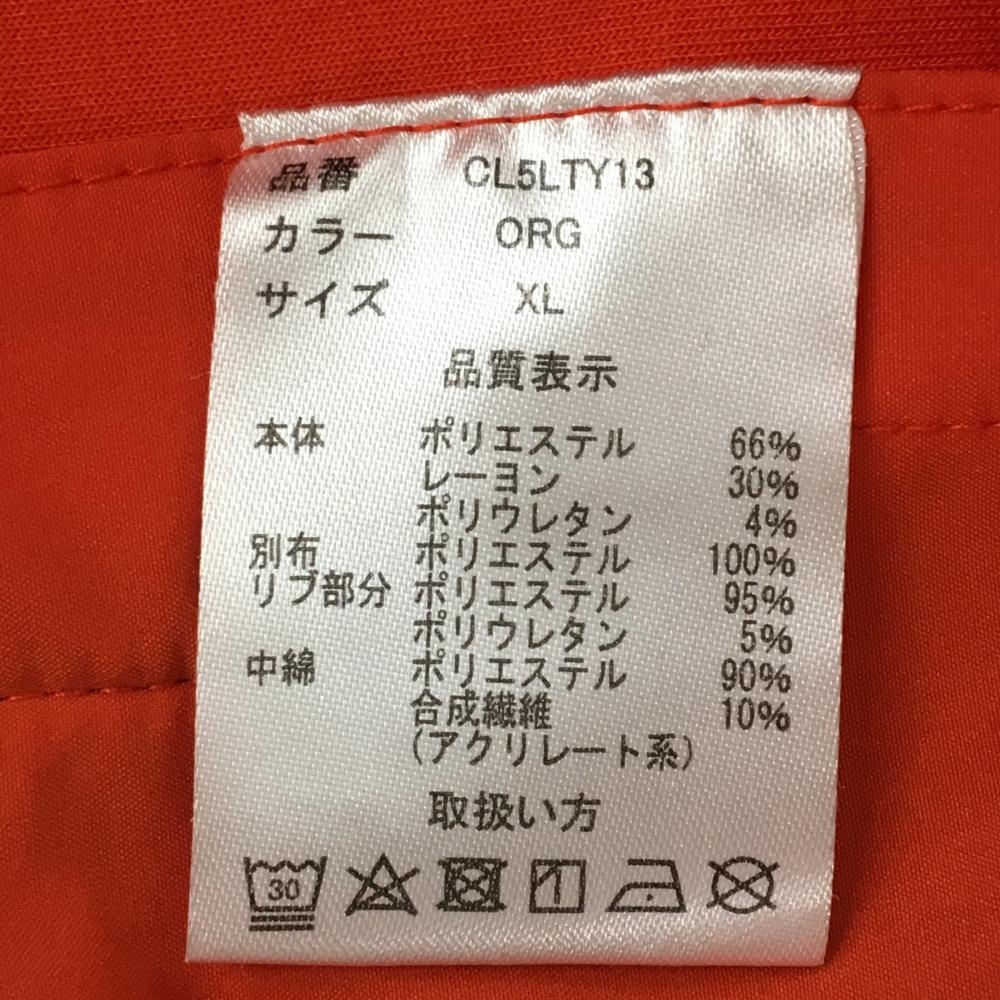 品番 CL5LTY13
カラー ORG
サイズ XL
品質表示
本体 ポリエステル 66%
レーヨン 30%
ポリウレタン 4%
別布 ポリエステル 100%
リブ部分 ポリエステル 95%
ポリウレタン 5%
中綿 ポリエステル 90%
合成繊維 10%
(アクリレート系)
取扱い方
30